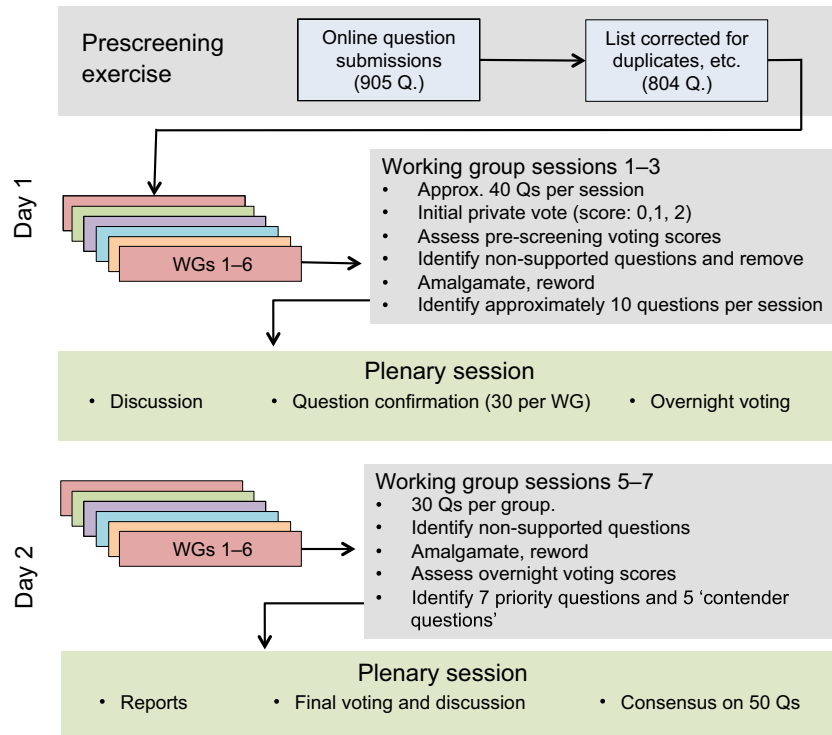 Prescreening
exercise
Online question
submissions
(905 Q.)
List corrected for
duplicates, etc.
(804 Q.)
Day 1
WGs 1–6
Working group sessions 1–3
• Approx. 40 Qs per session
• Initial private vote (score: 0,1, 2)
• Assess pre-screening voting scores
• Identify non-supported questions and remove
• Amalgamate, reword
• Identify approximately 10 questions per session
Plenary session
• Discussion • Question confirmation (30 per WG) • Overnight voting
Day 2
WGs 1–6
Working group sessions 5–7
• 30 Qs per group.
• Identify non-supported questions
• Amalgamate, reword
• Assess overnight voting scores
• Identify 7 priority questions and 5 ‘contender
questions’
Plenary session
• Reports • Final voting and discussion • Consensus on 50 Qs